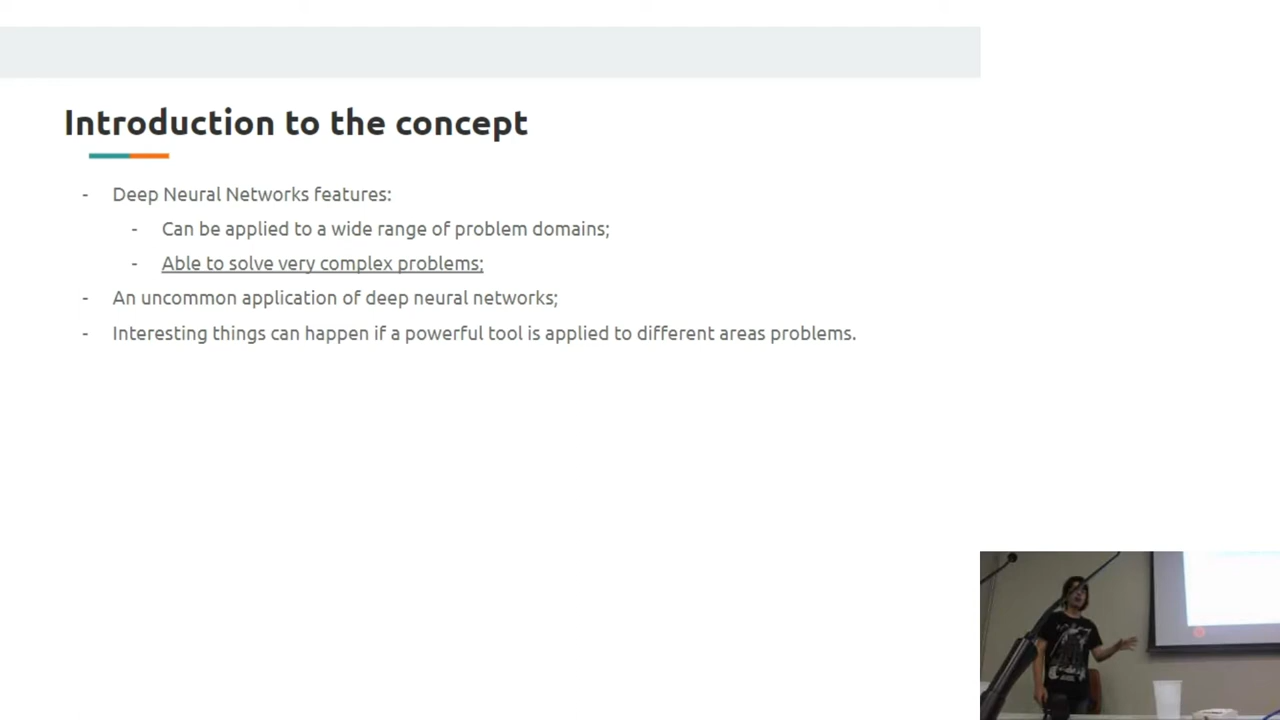 Introduction to the concept
- Deep Neural Networks features:
- Can be applied to a wide range of problem domains;
- Able to solve very complex problems;
- An uncommon application of deep neural networks;
- Interesting things can happen if a powerful tool is applied to different areas problems.